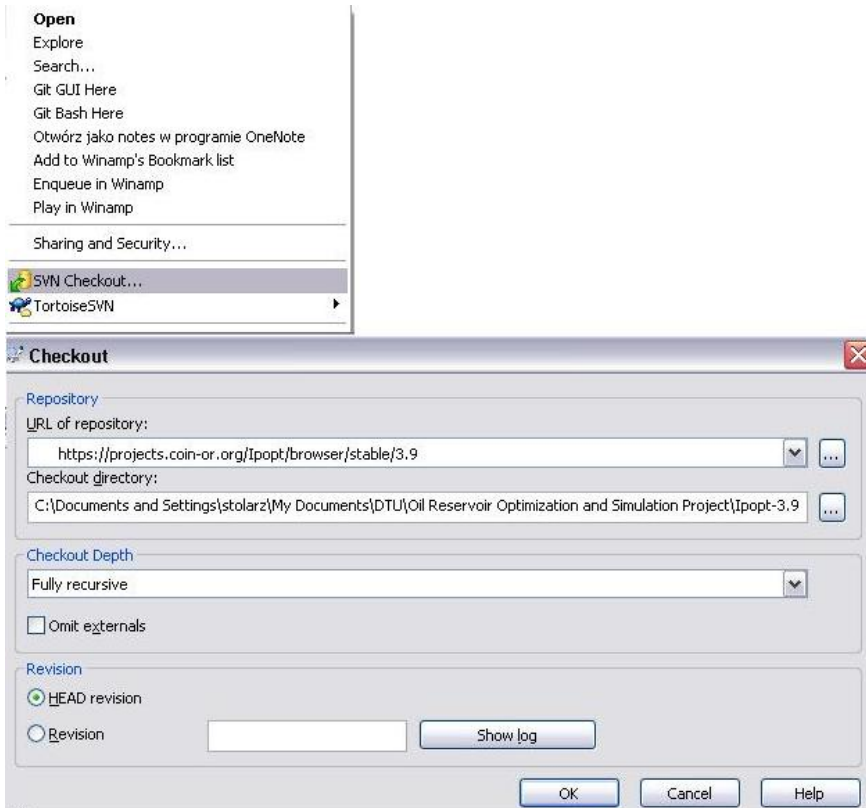 Open
Explore
Search...
Git GUI Here
Git Bash Here
Otwórz jako notes w programie OneNote
Add to Winamp's Bookmark list
Enqueue in Winamp
Play in Winamp
Sharing and Security...
SVN Checkout...
TortoiseSVN
Checkout
Repository
URL of repository:
https://projects.coin-or.org/Ipopt/browser/stable/3.9
...
Checkout directory:
C:\Documents and Settings\stolarz\My Documents\DTU\Oil Reservoir Optimization and Simulation Project\Ipopt-3.9
...
Checkout Depth
Fully recursive
Omit externals
Revision
HEAD revision
Revision
Show log
OK Cancel Help